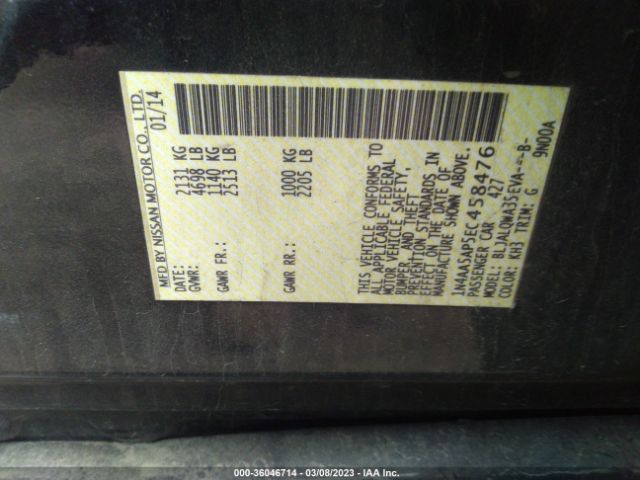 MFD BY NISSAN MOTOR CO., LTD.
DATE: 01/14
GVWR: 2131 KG
4698 LB
GAWR FR.: 1140 KG
2513 LB
GAWR RR.: 1000 KG
2205 LB
THIS VEHICLE CONFORMS TO
ALL APPLICABLE FEDERAL
MOTOR VEHICLE SAFETY,
BUMPER, AND THEFT
PREVENTION STANDARDS IN
EFFECT ON THE DATE OF
MANUFACTURE SHOWN ABOVE.
1N4AA5AP5EC458476
PASSENGER CAR 427
MODEL: BLJALQWA35EVA---B-
COLOR: KH3 TRIM: G 9N00A
000-36046714 - 03/08/2023 - IAA Inc.